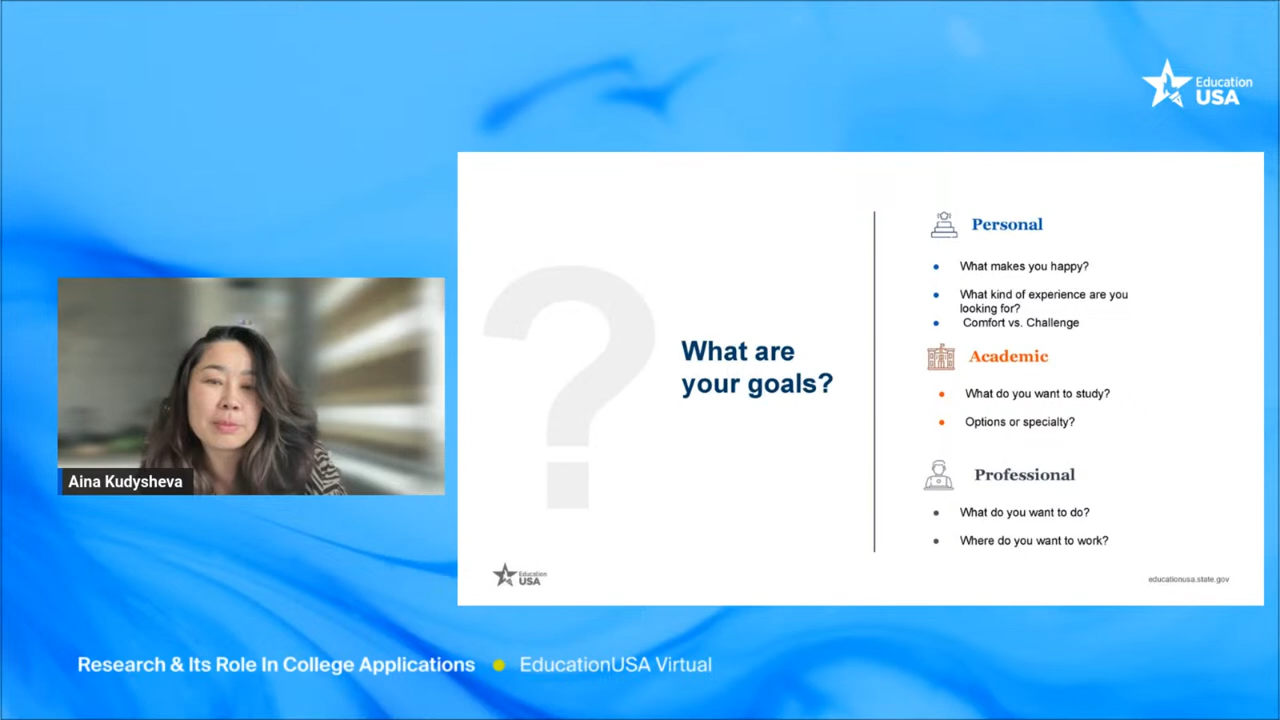 Education
USA
What are
your goals?
Personal
What makes you happy?
What kind of experience are you
looking for?
Comfort vs. Challenge
Academic
What do you want to study?
Options or specialty?
Professional
What do you want to do?
Where do you want to work?
Education
USA
educationusa.state.gov
Aina Kudysheva
Research & Its Role In College Applications
EducationUSA Virtual